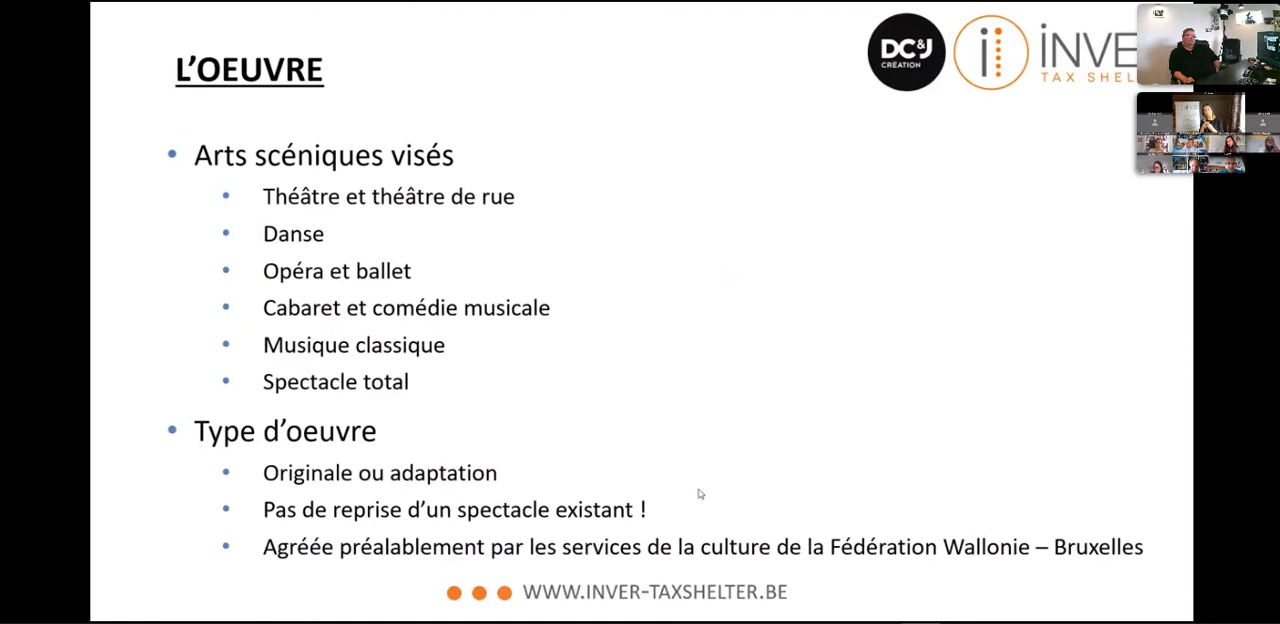 L'OEUVRE
DC&J
CRÉATION
INVER
TAX SHEL
• Arts scéniques visés
• Théâtre et théâtre de rue
• Danse
• Opéra et ballet
• Cabaret et comédie musicale
• Musique classique
• Spectacle total
• Type d'oeuvre
• Originale ou adaptation
• Pas de reprise d'un spectacle existant !
• Agréée préalablement par les services de la culture de la Fédération Wallonie – Bruxelles
WWW.INVER-TAXSHELTER.BE